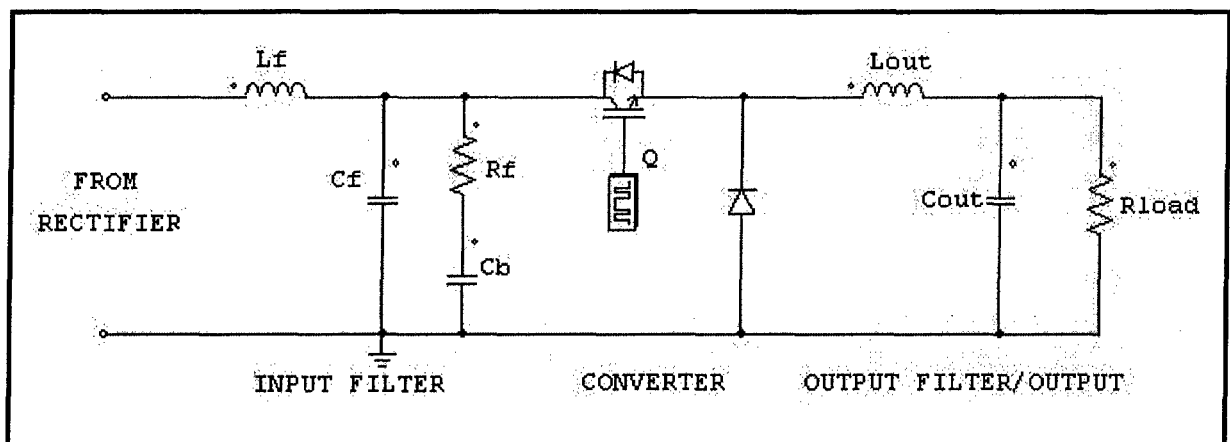 Lf
Lout
Cf
Rf
Q
FROM
RECTIFIER
Cout
Rload
Cb
INPUT FILTER
CONVERTER
OUTPUT FILTER/OUTPUT